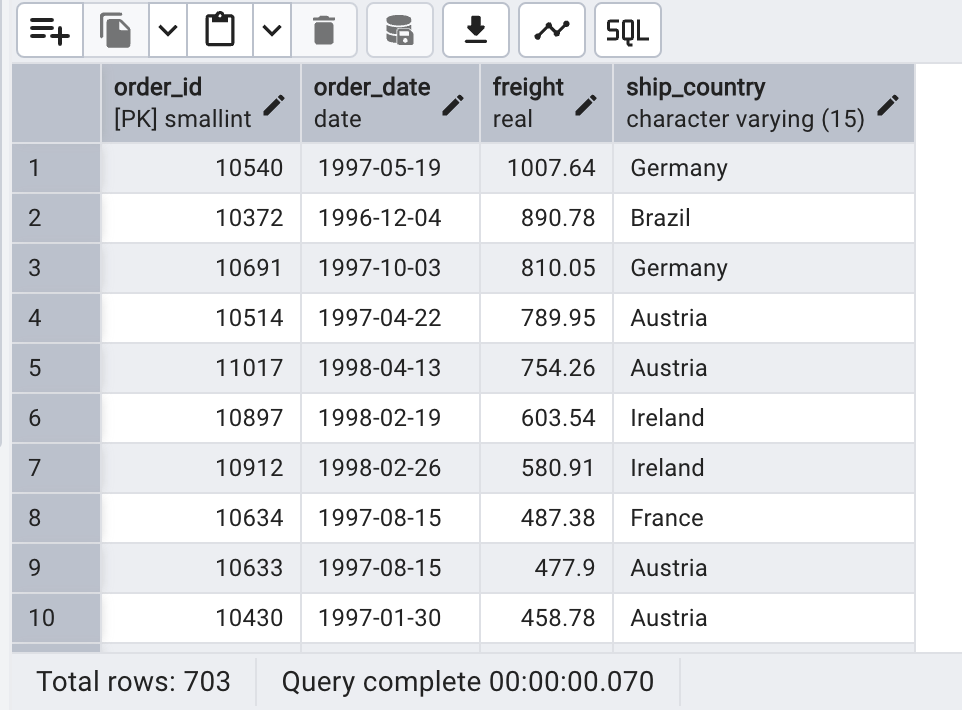 SQL
order_id order_date freight ship_country
[PK] smallint date real character varying (15)
1 10540 1997-05-19 1007.64 Germany
2 10372 1996-12-04 890.78 Brazil
3 10691 1997-10-03 810.05 Germany
4 10514 1997-04-22 789.95 Austria
5 11017 1998-04-13 754.26 Austria
6 10897 1998-02-19 603.54 Ireland
7 10912 1998-02-26 580.91 Ireland
8 10634 1997-08-15 487.38 France
9 10633 1997-08-15 477.9 Austria
10 10430 1997-01-30 458.78 Austria
Total rows: 703 Query complete 00:00:00.070